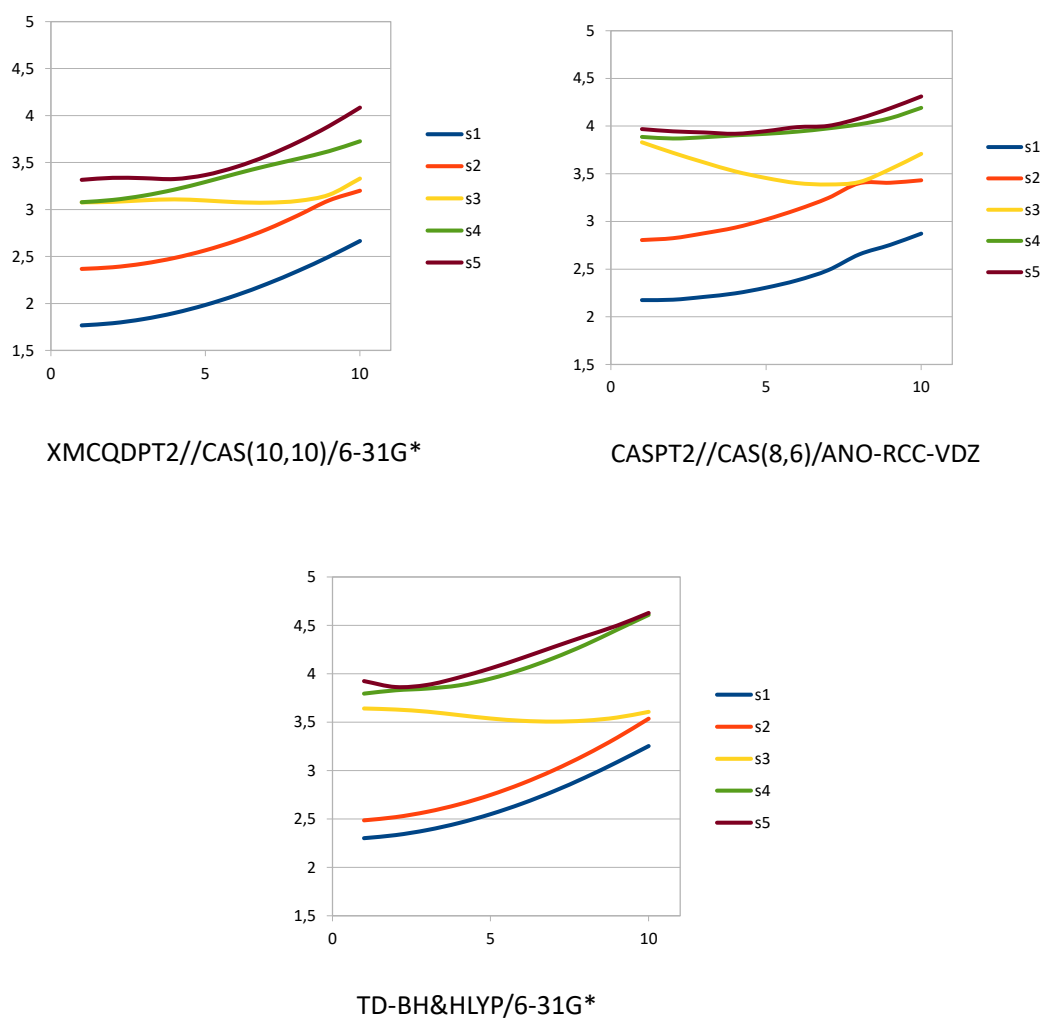 5
4,5
4
3,5
3
2,5
2
1,5
0
5
10
s1
s2
s3
s4
s5
XMCQDPT2//CAS(10,10)/6-31G*
5
4,5
4
3,5
3
2,5
2
1,5
0
5
10
s1
s2
s3
s4
s5
CASPT2//CAS(8,6)/ANO-RCC-VDZ
5
4,5
4
3,5
3
2,5
2
1,5
0
5
10
s1
s2
s3
s4
s5
TD-BH&HLYP/6-31G*